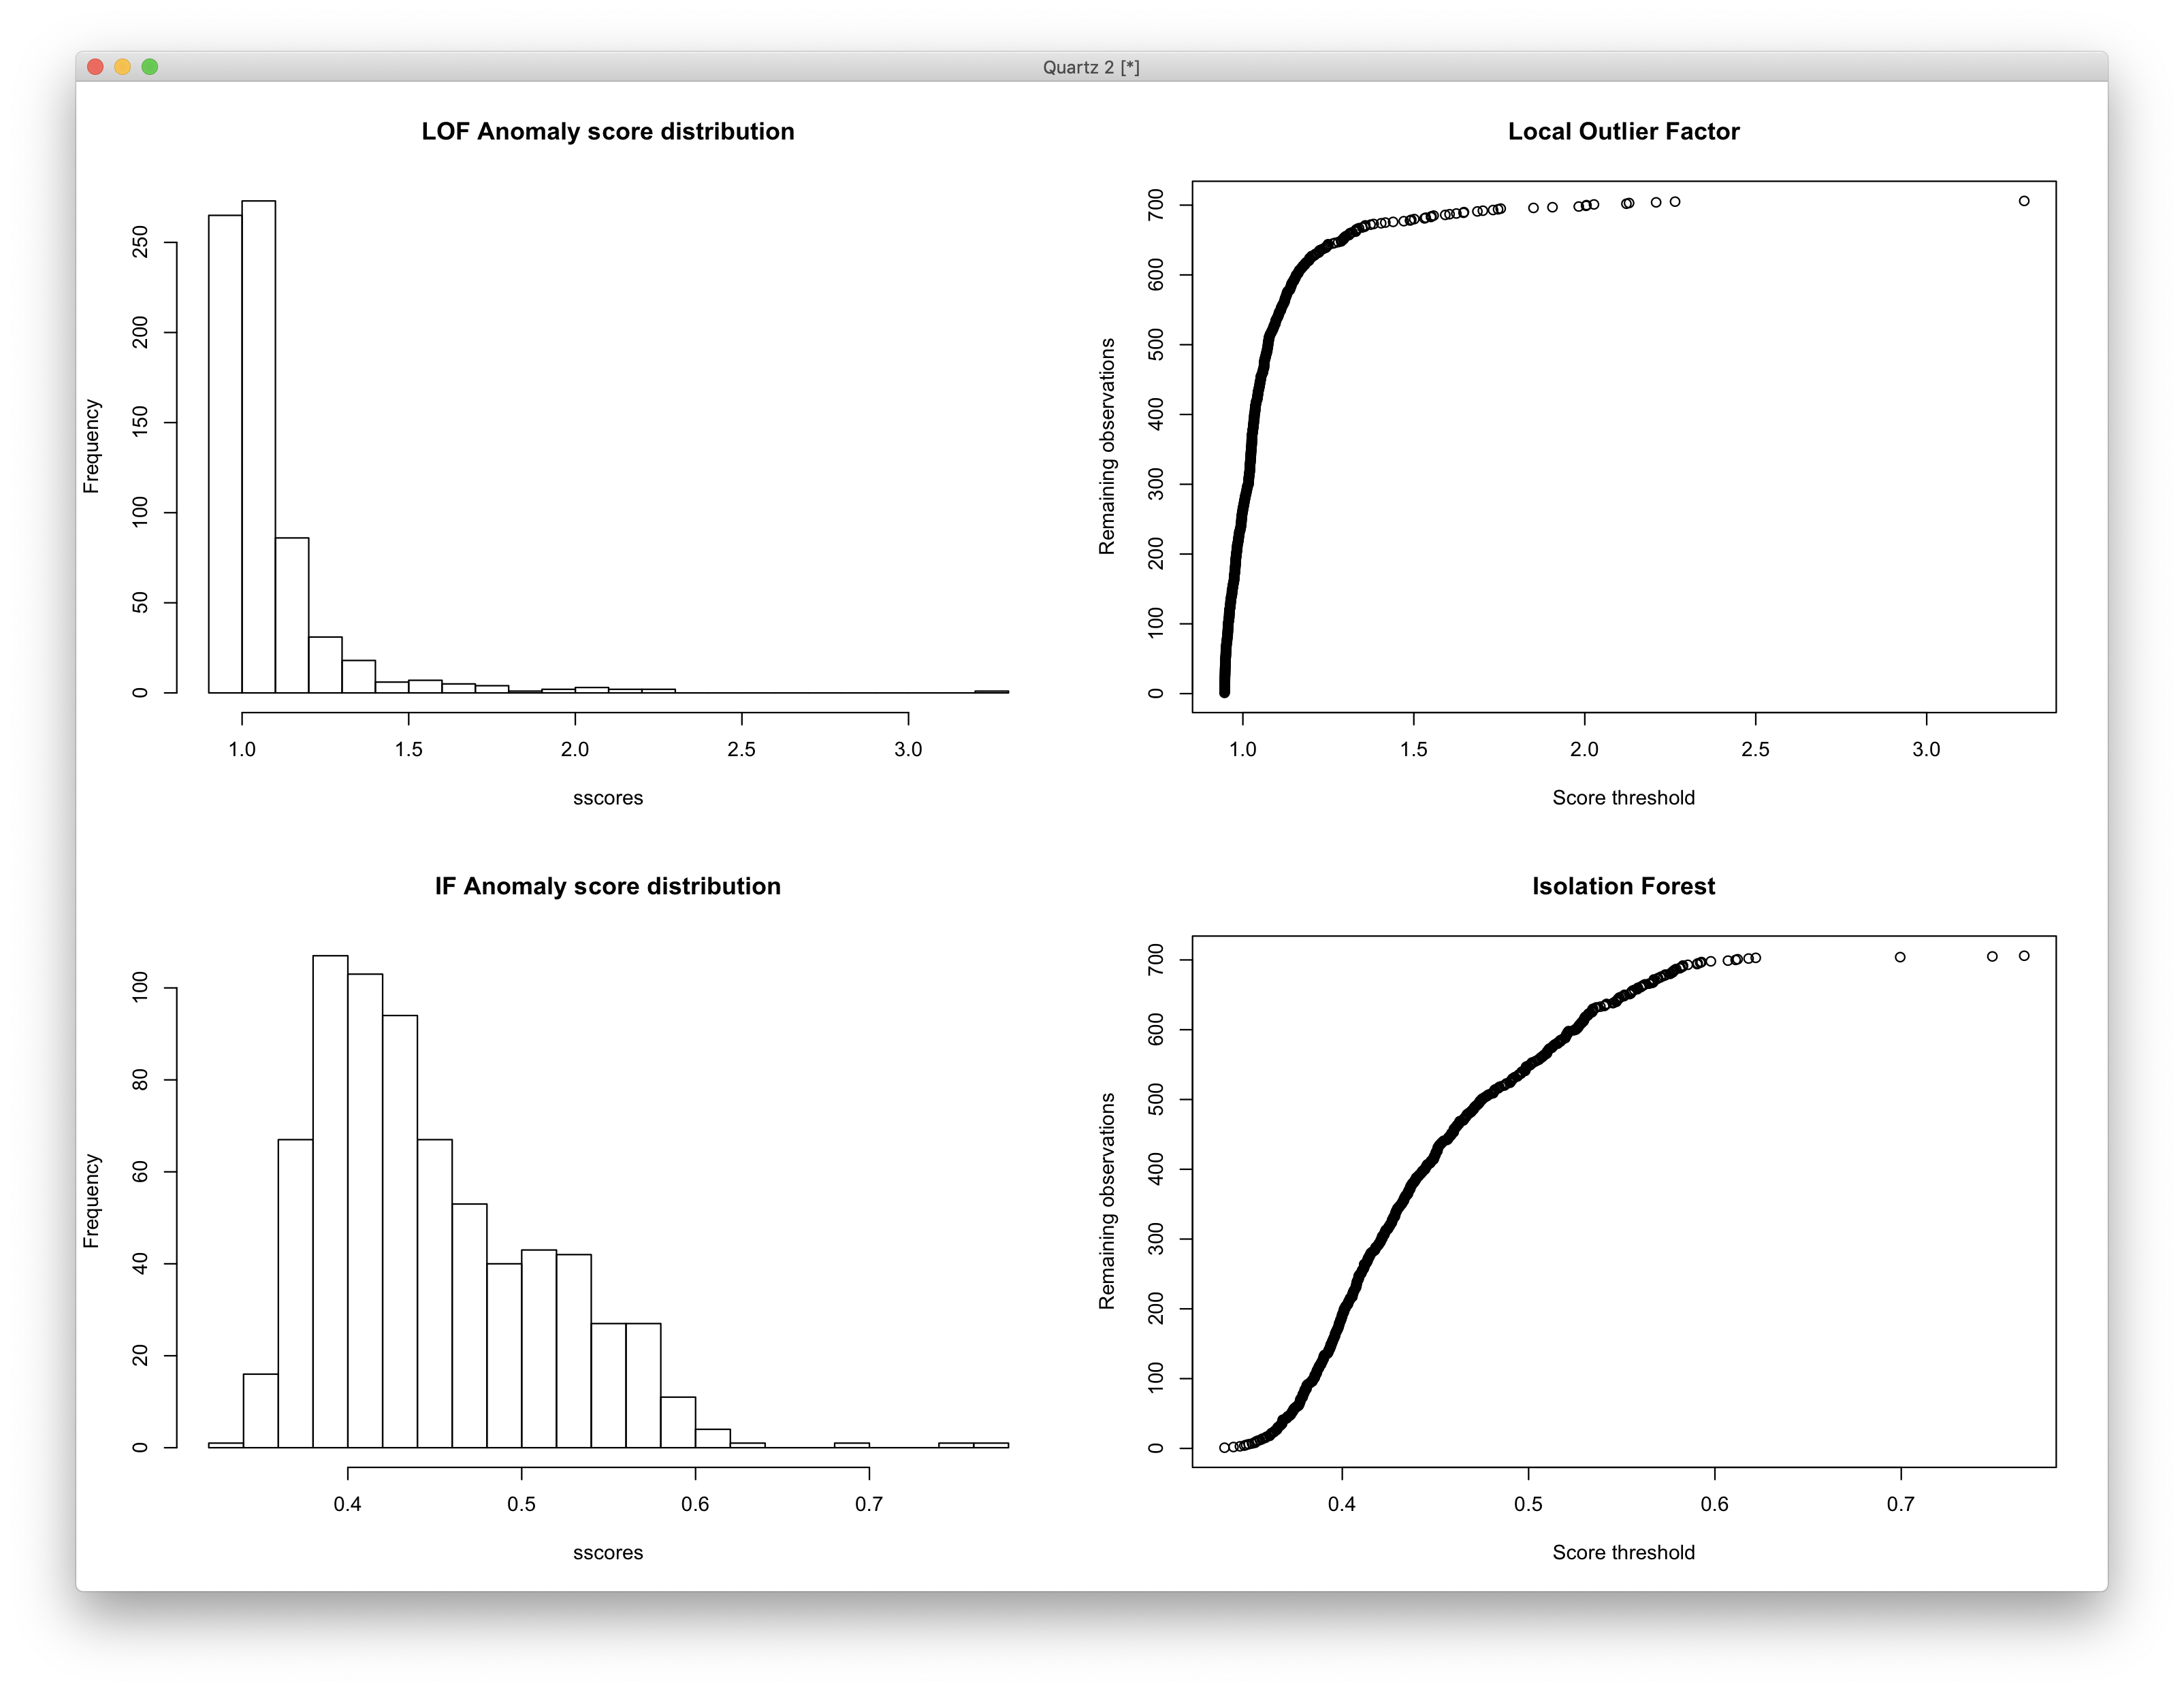 Quartz 2 [*]
LOF Anomaly score distribution
Frequency
0 50 100 150 200 250
1.0 1.5 2.0 2.5 3.0
sscores
Local Outlier Factor
Remaining observations
0 100 200 300 400 500 600 700
1.0 1.5 2.0 2.5 3.0
Score threshold
IF Anomaly score distribution
Frequency
0 20 40 60 80 100
0.4 0.5 0.6 0.7
sscores
Isolation Forest
Remaining observations
0 100 200 300 400 500 600 700
0.4 0.5 0.6 0.7
Score threshold